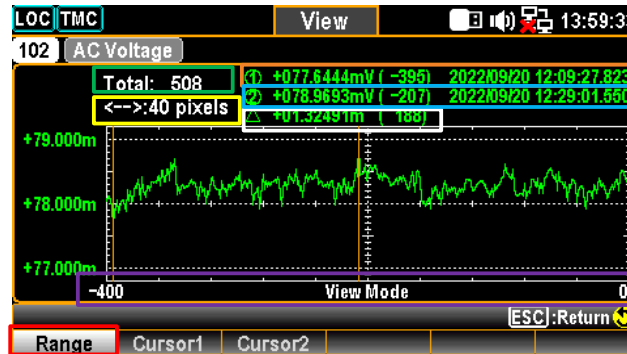 LOC TMC View 13:59:3
102 AC Voltage
Total: 508 ① +077.6444mV ( -395) 2022/09/20 12:09:27.823
<-->:40 pixels ② +078.9693mV ( -207) 2022/09/20 12:29:01.550
△ +01.32491m ( 188)
+79.000m
+78.000m
+77.000m
-400 View Mode 0
ESC:Return
Range Cursor1 Cursor2